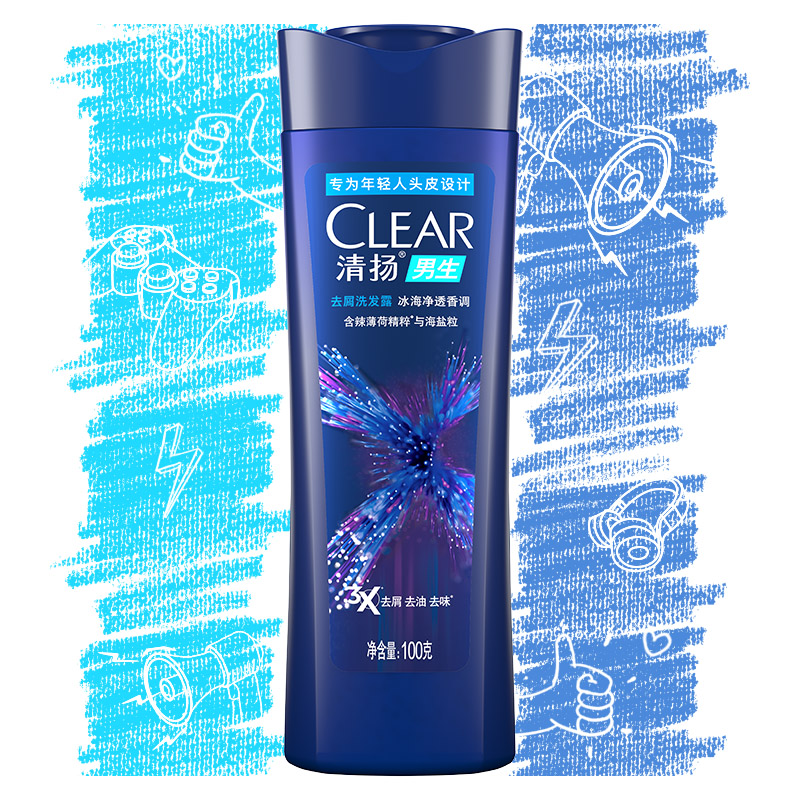 专为年轻人头皮设计
CLEAR
清扬® 男生
去屑洗发露 冰海净透香调
含辣薄荷精粹*与海盐粒
3X 去屑 去油 去味*
净含量:100克